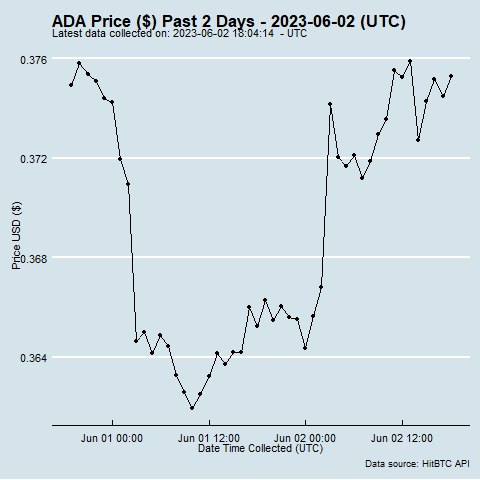 ADA Price ($) Past 2 Days - 2023-06-02 (UTC)
Latest data collected on: 2023-06-02 18:04:14 - UTC
0.376
0.372
0.368
0.364
Price USD ($)
Jun 01 00:00 Jun 01 12:00 Jun 02 00:00 Jun 02 12:00
Date Time Collected (UTC)
Data source: HitBTC API